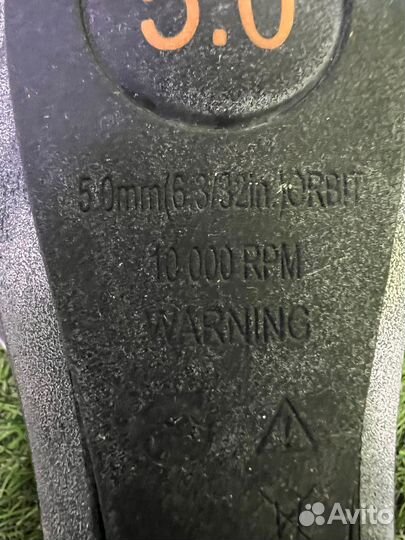 5.0
5.0mm(6.3/32in.)ORBIT
10 000 RPM
WARNING
Avito